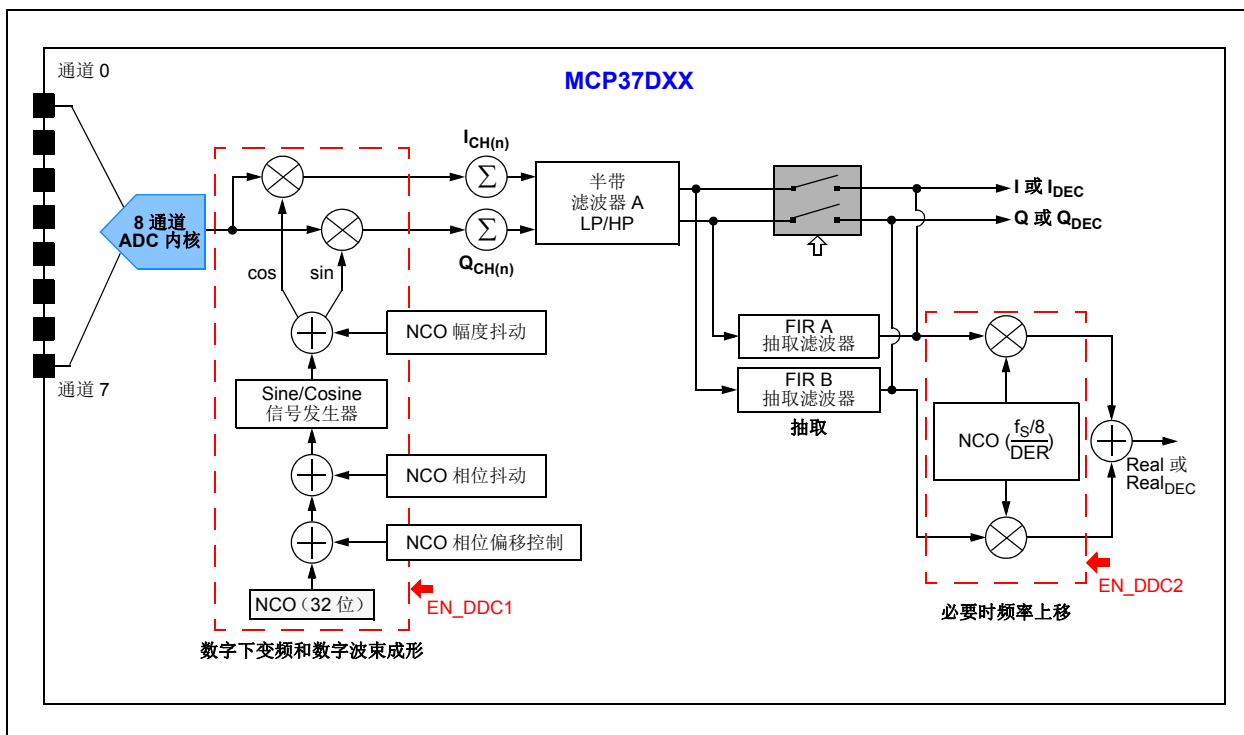 MCP37DXX
通道 0
8 通道
ADC 内核
通道 7
cos
sin
I_CH(n)
Q_CH(n)
NCO 幅度抖动
Sine/Cosine
信号发生器
NCO 相位抖动
NCO 相位偏移控制
NCO（32 位）
EN_DDC1
数字下变频和数字波束成形
半带
滤波器 A
LP/HP
I 或 I_DEC
Q 或 Q_DEC
FIR A
抽取滤波器
FIR B
抽取滤波器
抽取
NCO (f_S/8
DER)
Real 或
Real_DEC
EN_DDC2
必要时频率上移